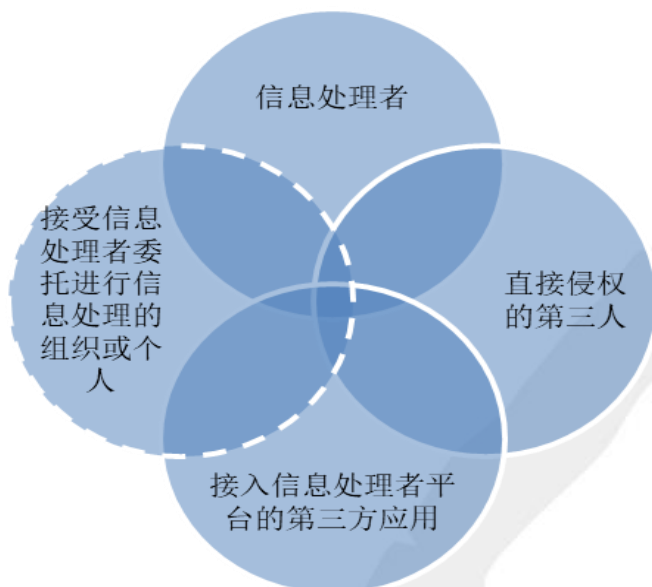 信息处理者
接受信息
处理者委
托进行信
息处理的
组织或个
人
直接侵权
的第三人
接入信息处理者平
台的第三方应用